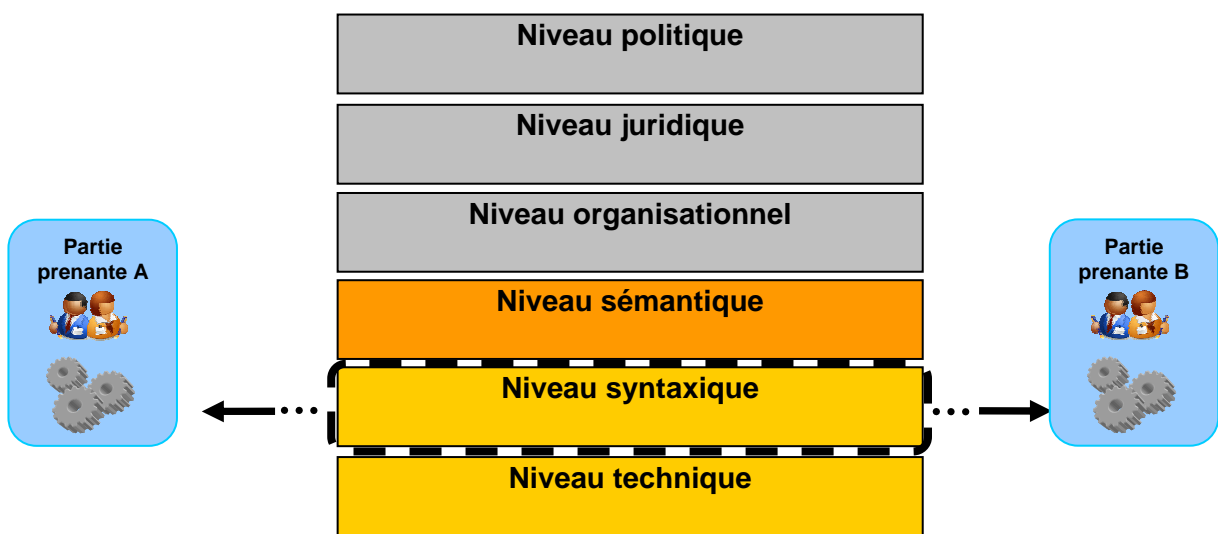 Niveau politique
Niveau juridique
Niveau organisationnel
Partie
prenante A
Partie
prenante B
Niveau sémantique
Niveau syntaxique
Niveau technique